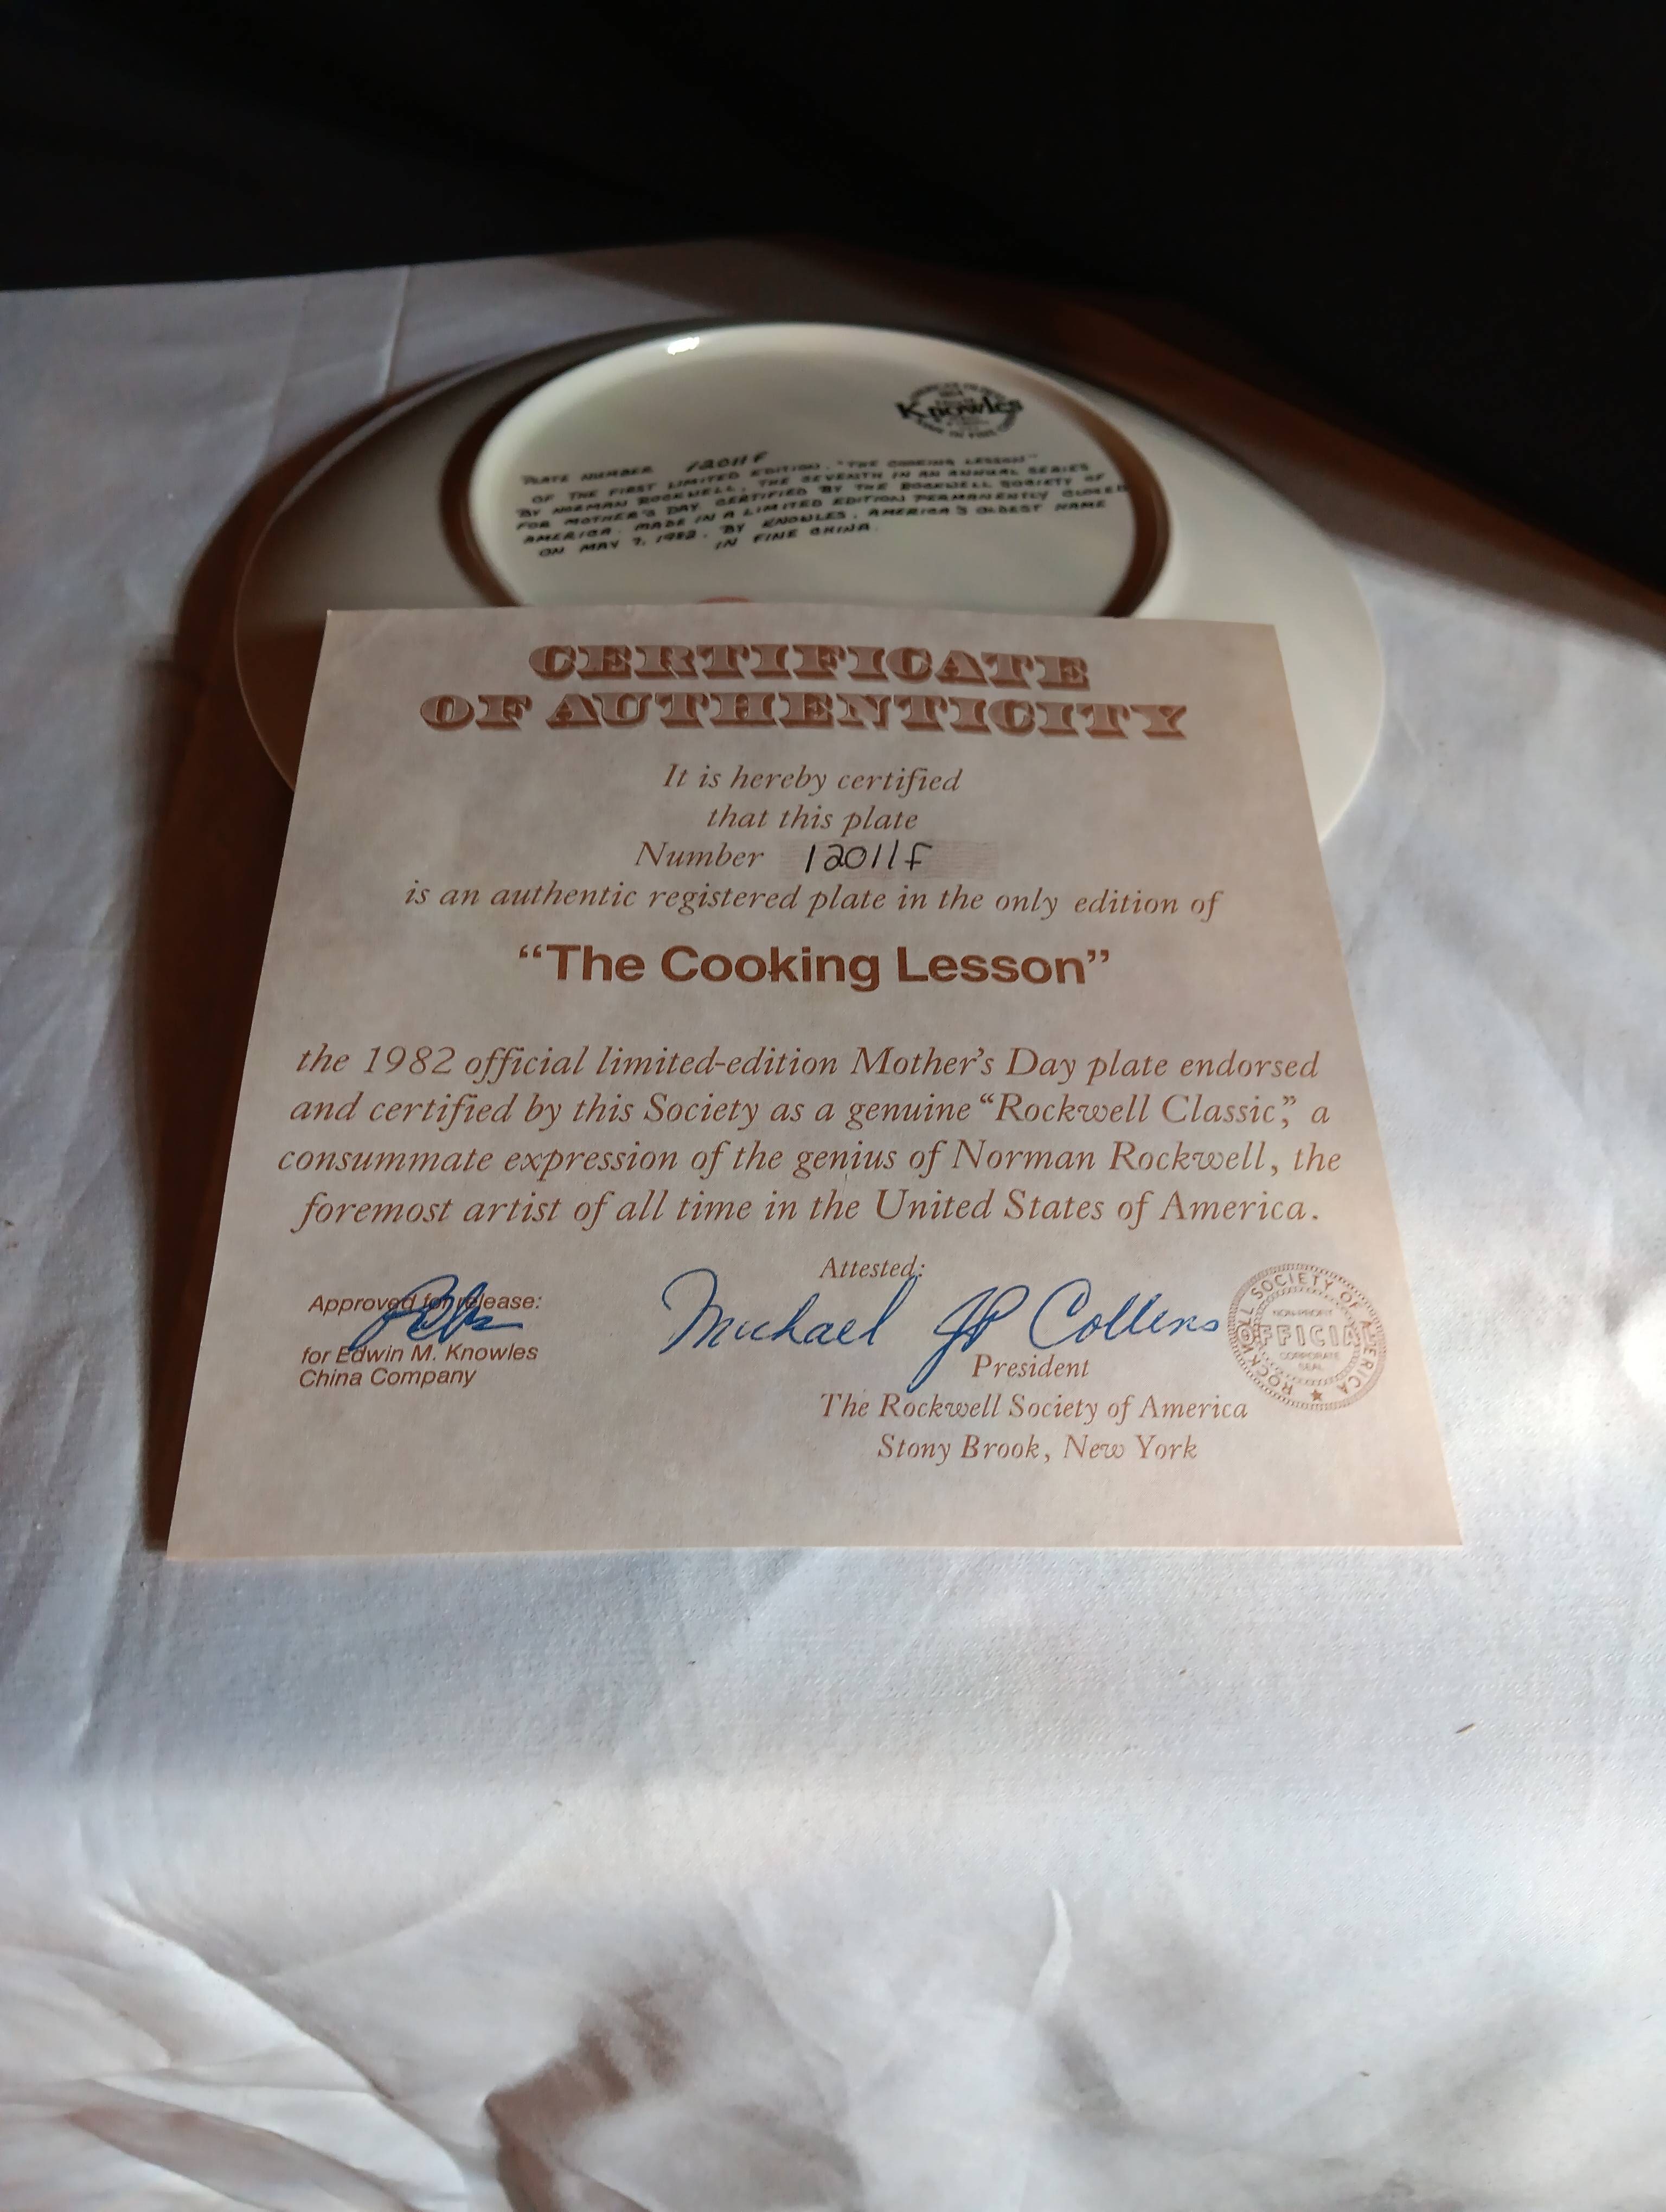 Knowles
PLATE NUMBER 12011F
OF THE FIRST LIMITED EDITION. "THE COOKING LESSON"
BY NORMAN ROCKWELL, THE SEVENTH IN AN ANNUAL SERIES
FOR MOTHER'S DAY. CERTIFIED BY THE ROCKWELL SOCIETY OF
AMERICA. MADE IN A LIMITED EDITION PERMANENTLY CLOSED
ON MAY 7, 1982. BY KNOWLES, AMERICA'S OLDEST NAME
IN FINE CHINA.
CERTIFICATE
OF AUTHENTICITY
It is hereby certified
that this plate
Number 12011F
is an authentic registered plate in the only edition of
“The Cooking Lesson”
the 1982 official limited-edition Mother’s Day plate endorsed
and certified by this Society as a genuine “Rockwell Classic,” a
consummate expression of the genius of Norman Rockwell, the
foremost artist of all time in the United States of America.
Approved for release:
for Edwin M. Knowles
China Company
Attested:
Michael JP Collins
President
The Rockwell Society of America
Stony Brook, New York
ROCKWELL SOCIETY OF AMERICA
NON-PROFIT
OFFICIAL
CORPORATE
SEAL